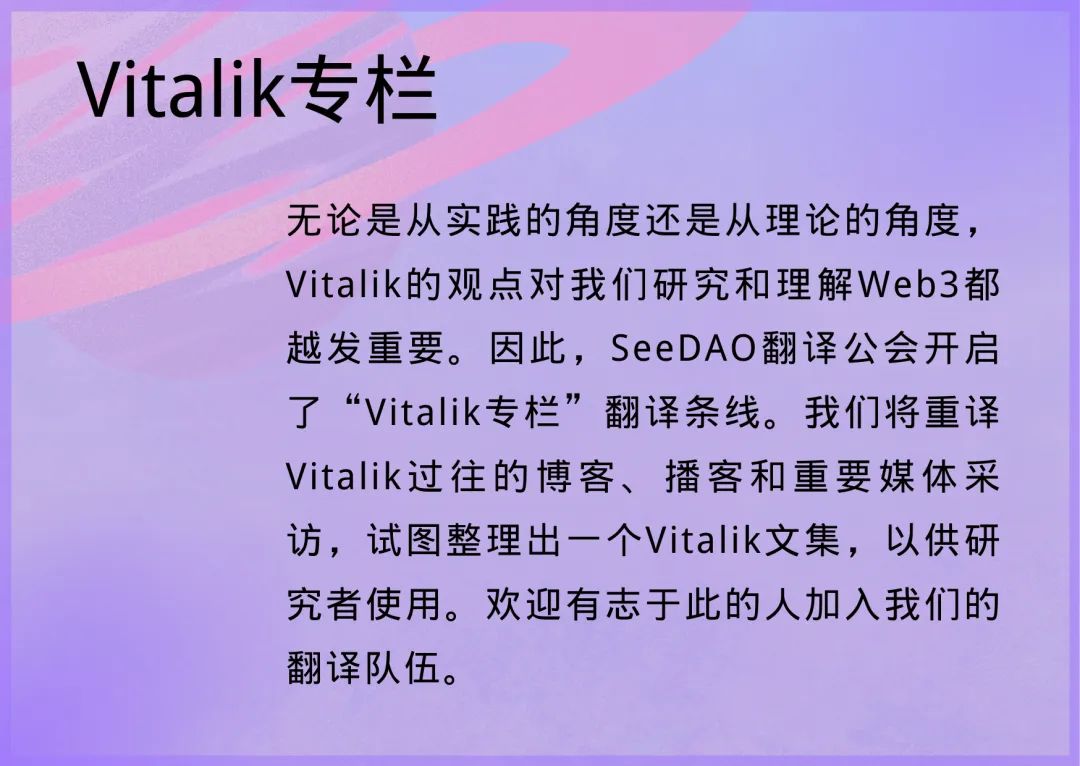 Vitalik专栏
无论是从实践的角度还是从理论的角度，
Vitalik的观点对我们研究和理解Web3都
越发重要。因此，SeeDAO翻译公会开启
了“Vitalik专栏”翻译条线。我们将重译
Vitalik过往的博客、播客和重要媒体采
访，试图整理出一个Vitalik文集，以供研
究者使用。欢迎有志于此的人加入我们的
翻译队伍。